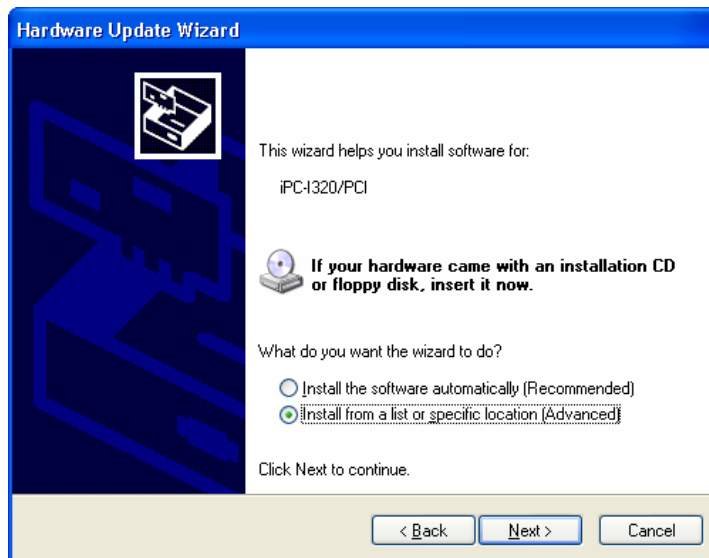 Hardware Update Wizard
This wizard helps you install software for:
iPC-I320/PCI
If your hardware came with an installation CD
or floppy disk, insert it now.
What do you want the wizard to do?
Install the software automatically (Recommended)
Install from a list or specific location (Advanced)
Click Next to continue.
< Back
Next >
Cancel